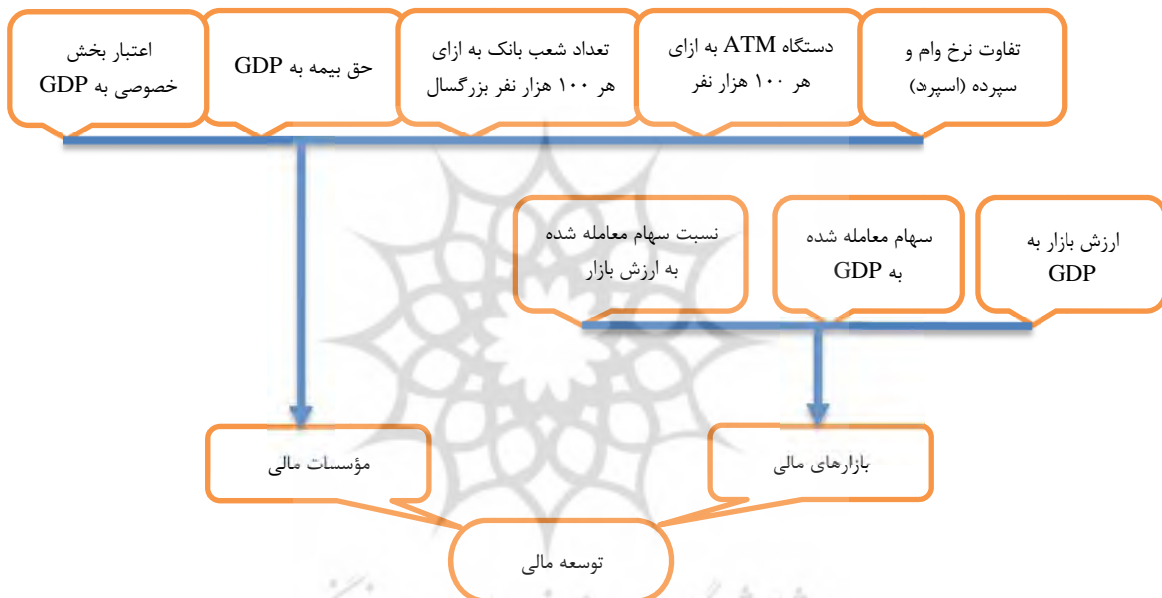 تفاوت نرخ وام و
سپرده (اسپرد)
دستگاه ATM به ازای
هر ۱۰۰ هزار نفر
تعداد شعب بانک به ازای
هر ۱۰۰ هزار نفر بزرگسال
حق بیمه به GDP
اعتبار بخش
خصوصی به GDP
ارزش بازار به
GDP
سهام معامله شده
به GDP
نسبت سهام معامله شده
به ارزش بازار
بازارهای مالی
مؤسسات مالی
توسعه مالی